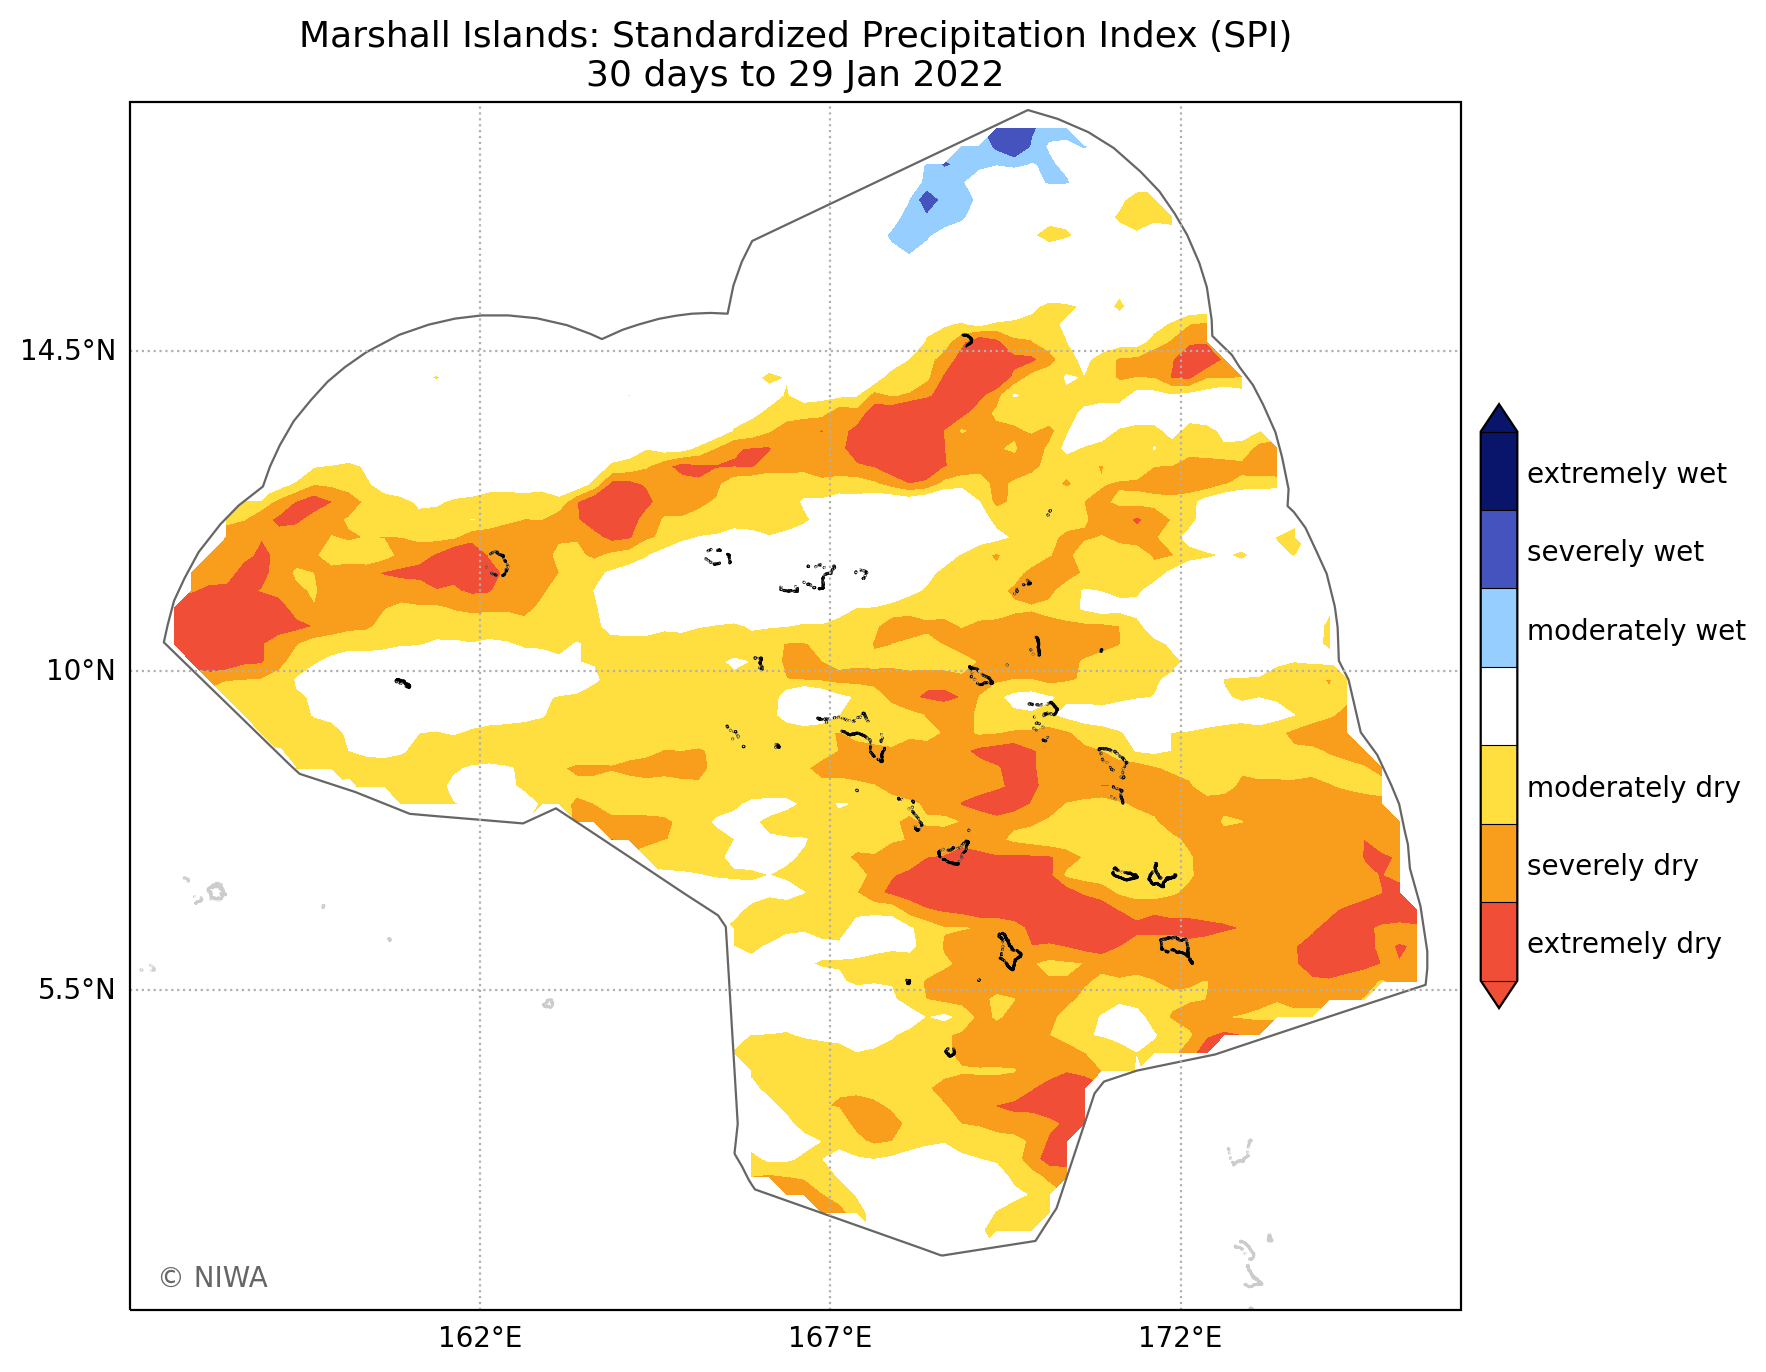 Marshall Islands: Standardized Precipitation Index (SPI)
30 days to 29 Jan 2022
14.5°N
10°N
5.5°N
162°E
167°E
172°E
extremely wet
severely wet
moderately wet
moderately dry
severely dry
extremely dry
© NIWA